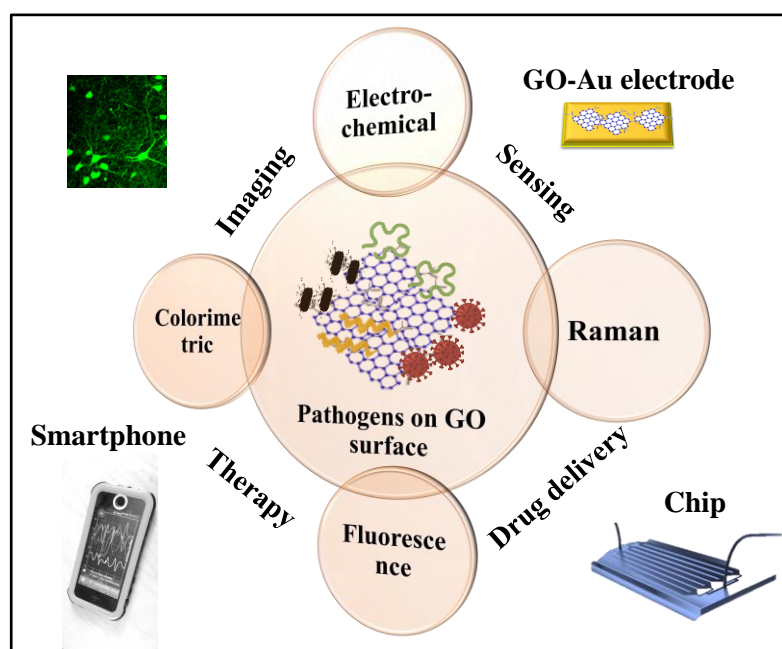 Electro-
chemical
GO-Au electrode
Imaging
Sensing
Colorime
tric
Raman
Pathogens on GO
surface
Smartphone
Therapy
Drug delivery
Chip
Fluoresce
nce